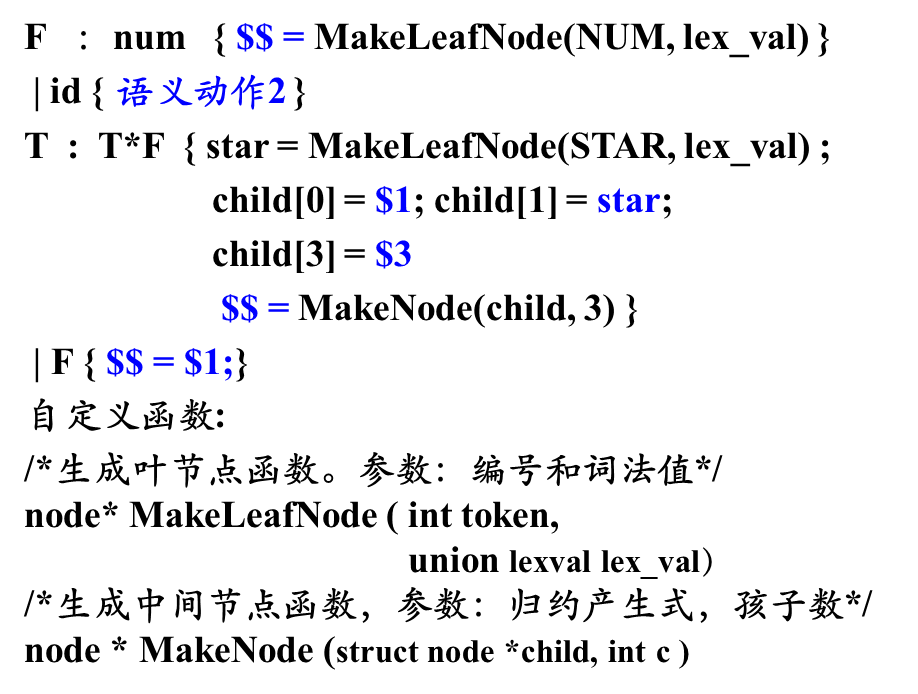 F : num { $$ = MakeLeafNode(NUM, lex_val) }
| id { 语义动作2 }
T : T*F { star = MakeLeafNode(STAR, lex_val) ;
child[0] = $1; child[1] = star;
child[3] = $3
$$ = MakeNode(child, 3) }
| F { $$ = $1;}
自定义函数:
/*生成叶节点函数。参数：编号和词法值*/
node* MakeLeafNode ( int token,
union lexval lex_val）
/*生成中间节点函数，参数：归约产生式，孩子数*/
node * MakeNode (struct node *child, int c )